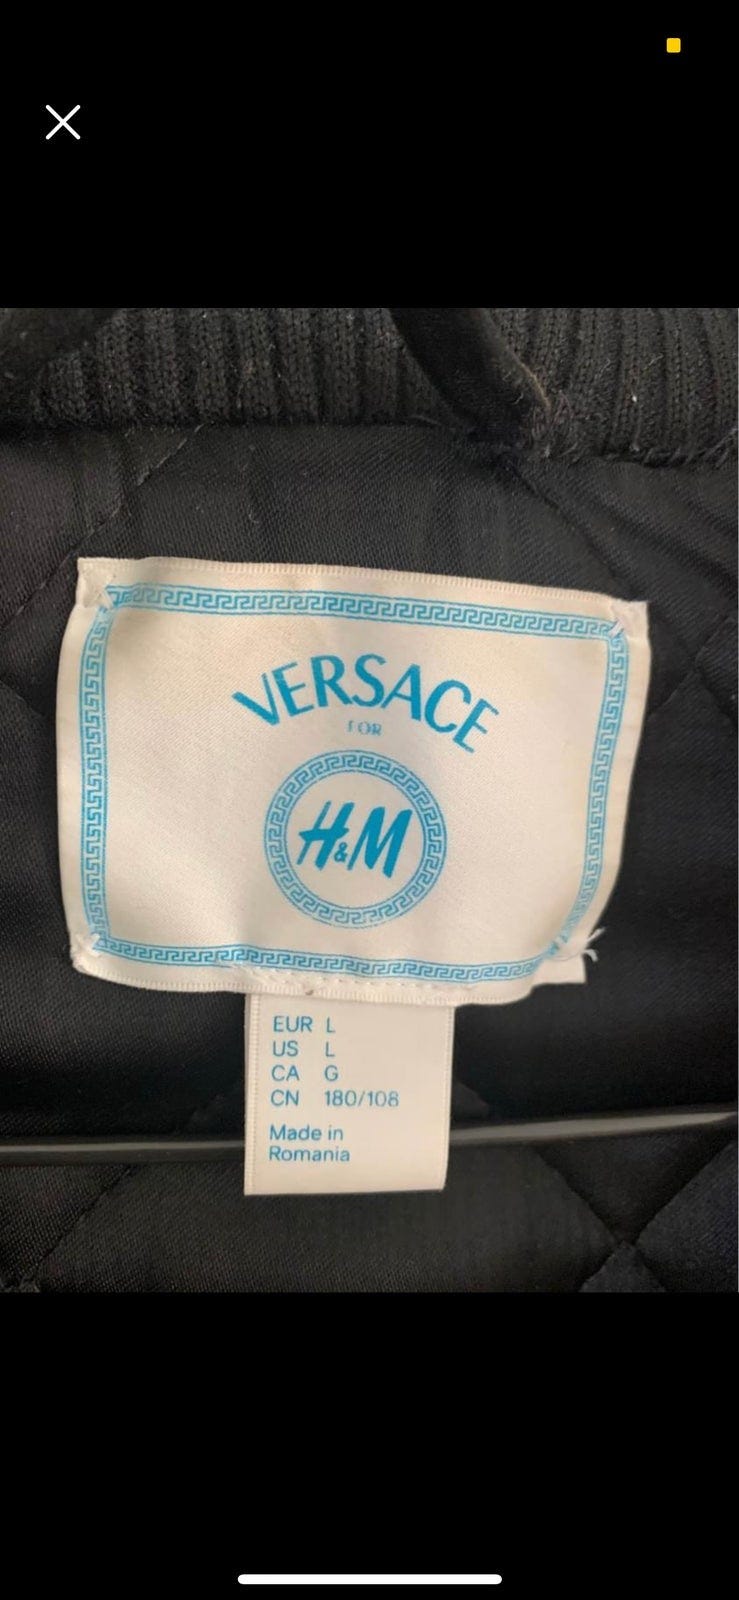 VERSACE
FOR
H&M
EUR L
US L
CA G
CN 180/108
Made in
Romania